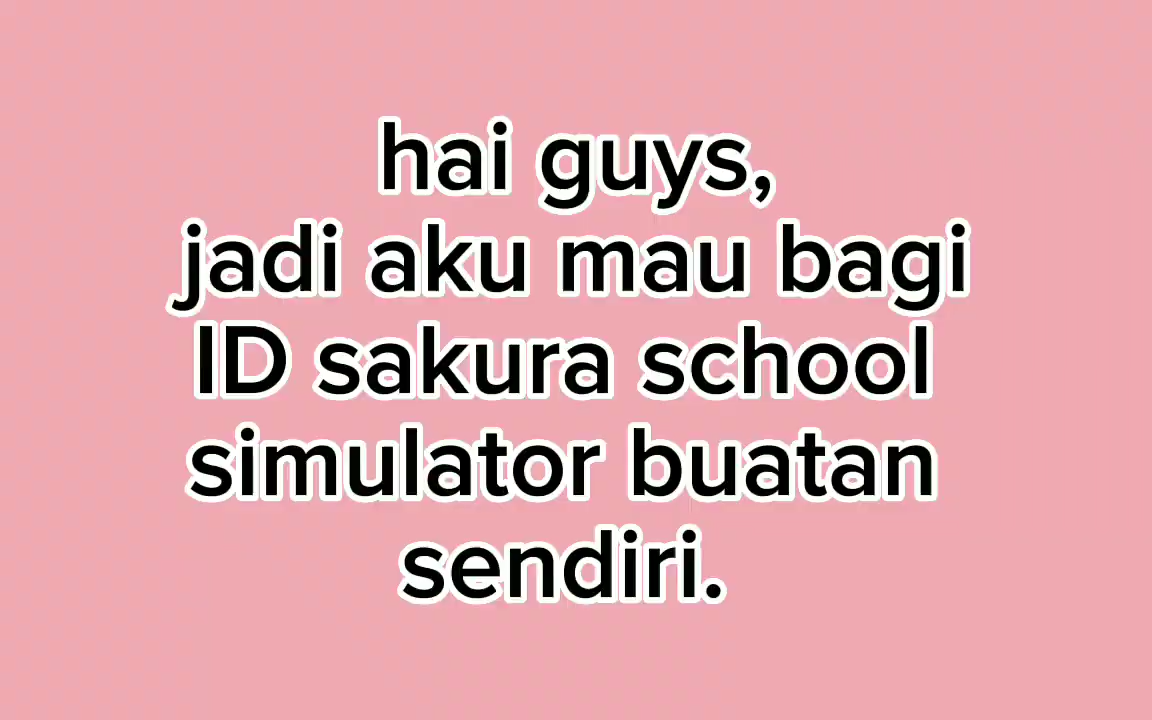 hai guys,
jadi aku mau bagi
ID sakura school
simulator buatan
sendiri.